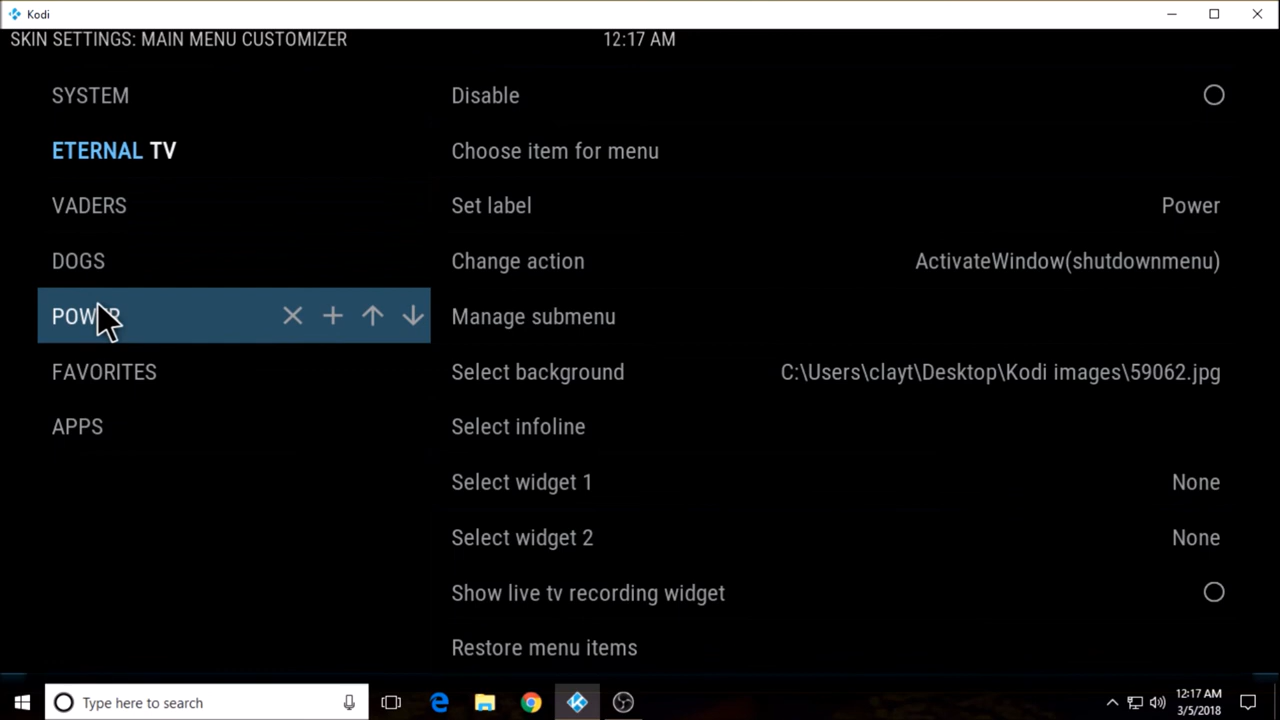 Kodi
SKIN SETTINGS: MAIN MENU CUSTOMIZER
12:17 AM
SYSTEM
ETERNAL TV
VADERS
DOGS
POWER
FAVORITES
APPS
Disable
Choose item for menu
Set label Power
Change action ActivateWindow(shutdownmenu)
Manage submenu
Select background C:\Users\clayt\Desktop\Kodi images\59062.jpg
Select infoline
Select widget 1 None
Select widget 2 None
Show live tv recording widget
Restore menu items
Type here to search
12:17 AM
3/5/2018